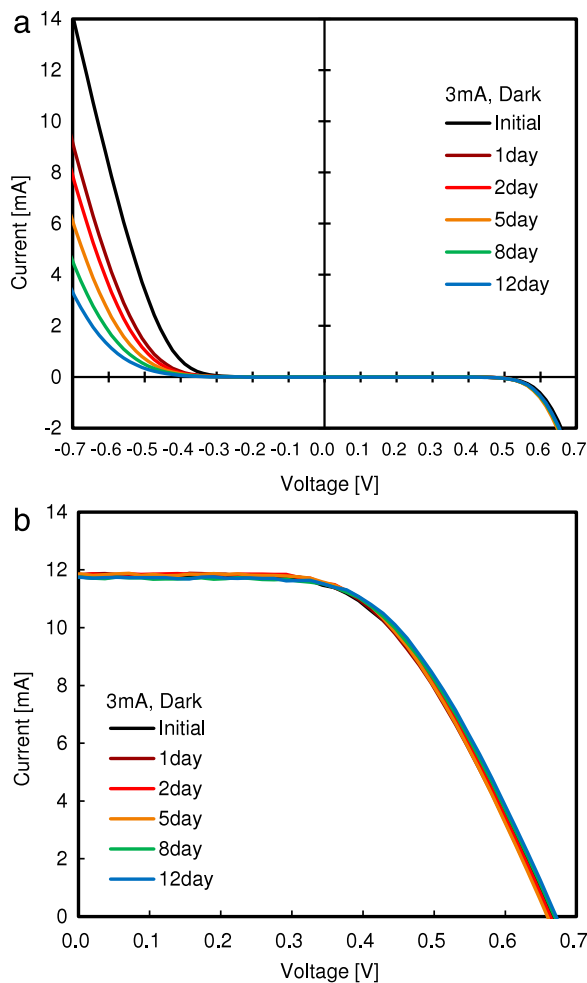 a
14
12
10
8
6
4
2
0
-2
Current [mA]
3mA, Dark
Initial
1day
2day
5day
8day
12day
-0.7 -0.6 -0.5 -0.4 -0.3 -0.2 -0.1 0.0 0.1 0.2 0.3 0.4 0.5 0.6 0.7
Voltage [V]
b
14
12
10
8
6
4
2
0
Current [mA]
3mA, Dark
Initial
1day
2day
5day
8day
12day
0.0 0.1 0.2 0.3 0.4 0.5 0.6 0.7
Voltage [V]